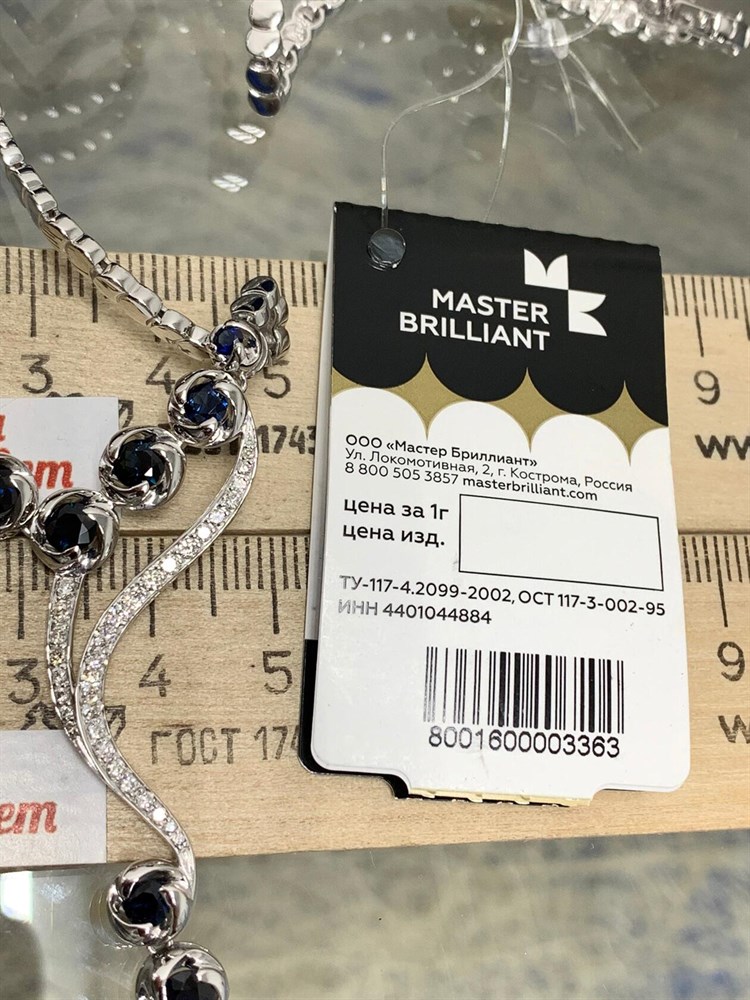 MASTER
BRILLIANT
ООО «Мастер Бриллиант»
Ул. Локомотивная, 2, г. Кострома, Россия
8 800 505 3857 masterbrilliant.com
цена за 1г
цена изд.
ТУ-117-4.2099-2002, ОСТ 117-3-002-95
ИНН 4401044884
8001600003363
3 4 5
9
3 4 5
9
ГОСТ 174